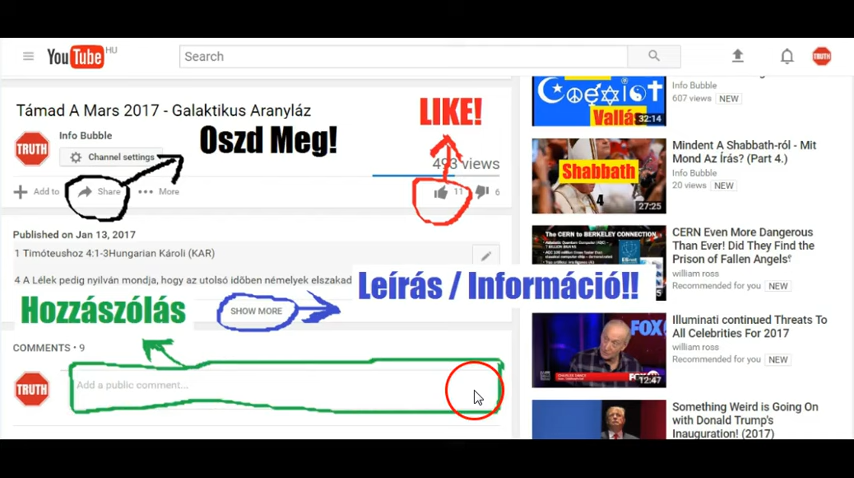 YouTube HU
Search
Támad A Mars 2017 - Galaktikus Aranyláz
LIKE!
TRUTH
Info Bubble
Channel settings
Oszd Meg!
493 views
Add to
Share
More
11
6
Published on Jan 13, 2017
1 Timóteushoz 4:1-3Hungarian Károli (KAR)
4 A Lélek pedig nyilván mondja, hogy az utolsó időben némelyek elszakad
Leírás / Információ!!
Hozzászólás
SHOW MORE
COMMENTS • 9
TRUTH
Add a public comment...
TRUTH
Coexist
Vallás
32:14
Info Bubble
607 views NEW
Shabbath
4
27:25
Mindent A Shabbath-ról - Mit
Mond Az Írás? (Part 4.)
Info Bubble
20 views NEW
The CERN to BERKELEY CONNECTION
CERN Even More Dangerous
Than Ever! Did They Find the
Prison of Fallen Angels
william ross
Recommended for you NEW
FOX
12:47
Illuminati continued Threats To
All Celebrities For 2017
william ross
Recommended for you NEW
Something Weird is Going On
with Donald Trump's
Inauguration! (2017)